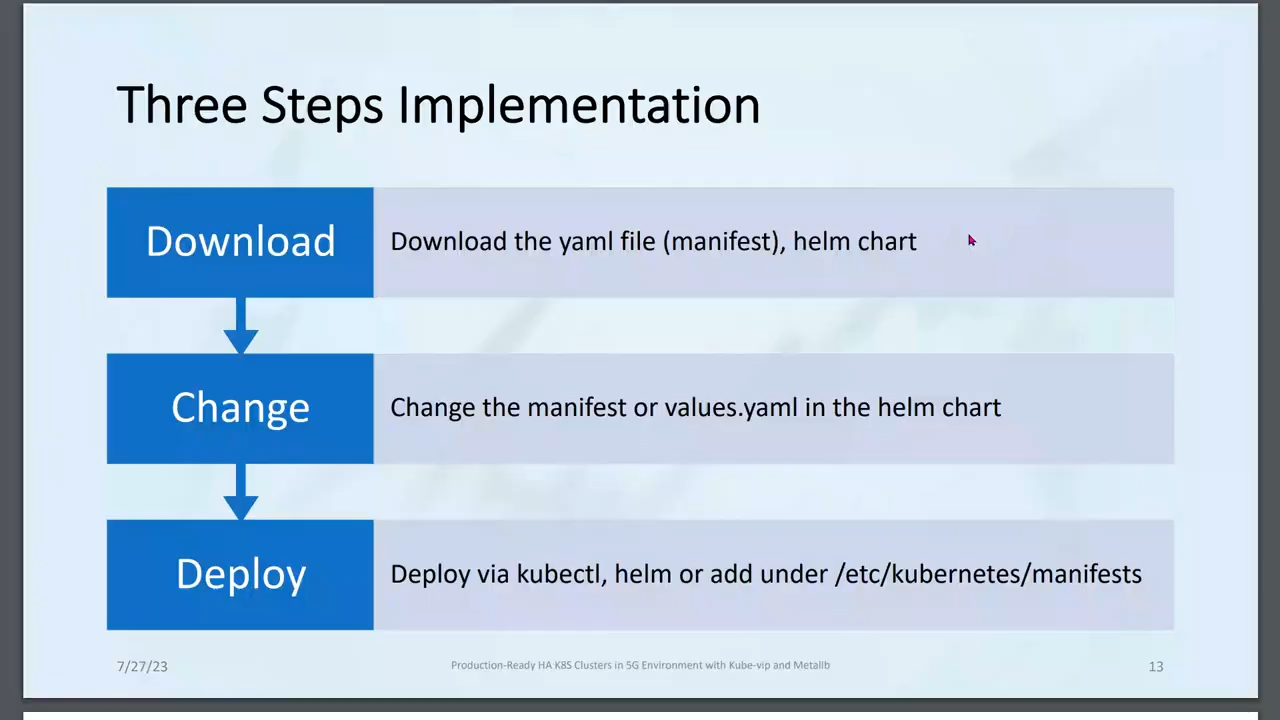 Three Steps Implementation
Download
Download the yaml file (manifest), helm chart
Change
Change the manifest or values.yaml in the helm chart
Deploy
Deploy via kubectl, helm or add under /etc/kubernetes/manifests
7/27/23
Production-Ready HA K8S Clusters in 5G Environment with Kube-vip and Metallb
13